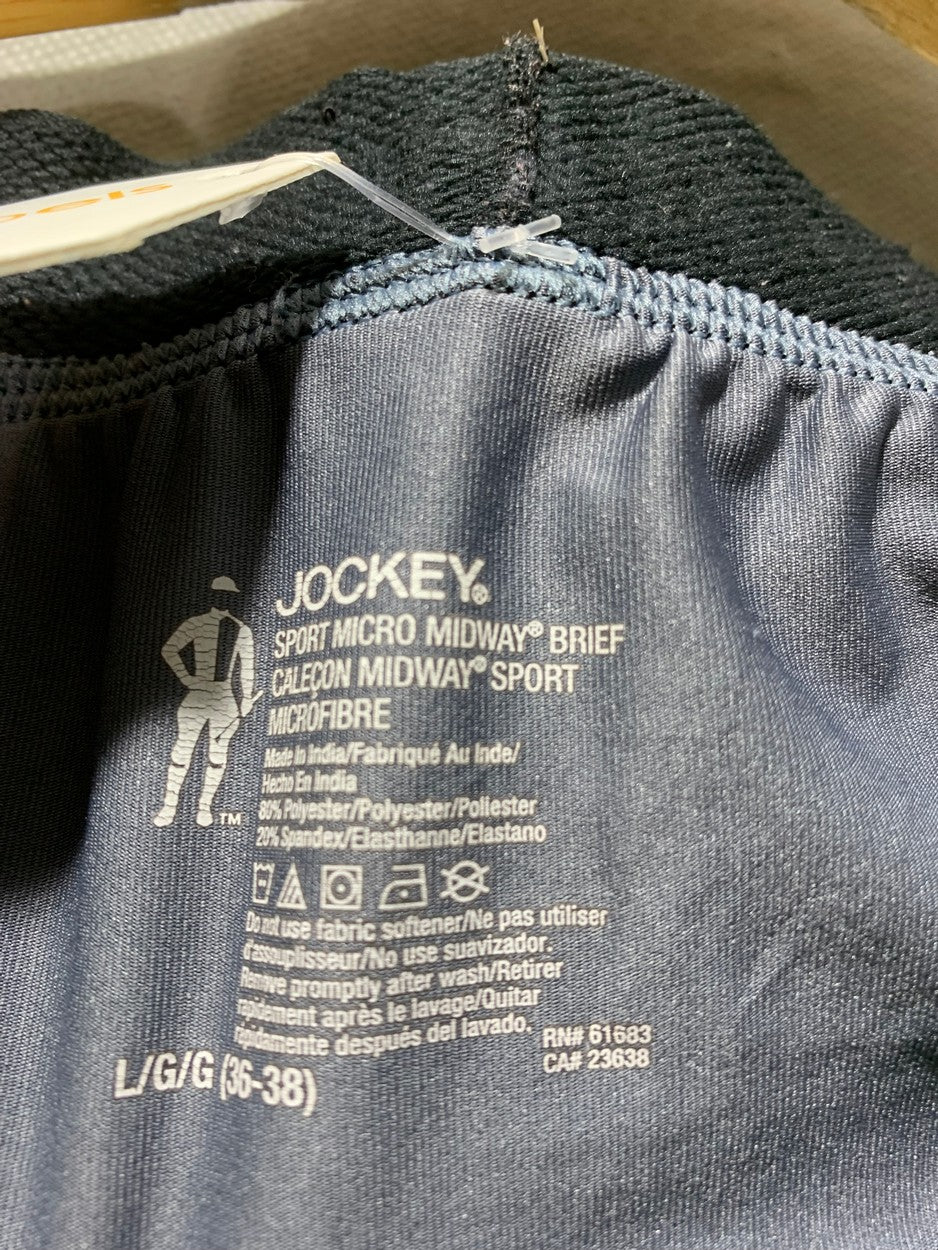 JOCKEY®
SPORT MICRO MIDWAY® BRIEF
CALEÇON MIDWAY® SPORT
MICROFIBRE
Made In India/Fabriqué Au Inde/
Hecho En India
80% Polyester/Polyester/Poliester
20% Spandex/Elasthanne/Elastano
TM
Do not use fabric softener/Ne pas utiliser
d'assouplisseur/No use suavizador.
Remove promptly after wash/Retirer
rapidement après le lavage/Quitar
rápidamente después del lavado.
RN# 61683
CA# 23638
L/G/G (36-38)